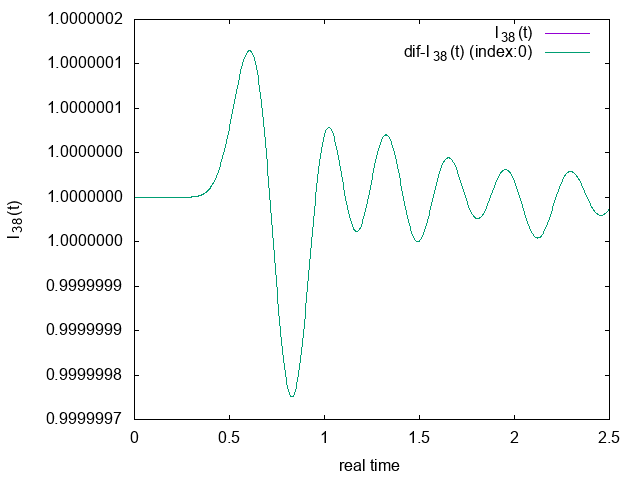 1.0000002
1.0000001
1.0000001
1.0000000
1.0000000
1.0000000
0.9999999
0.9999999
0.9999998
0.9999997
I38(t)
dif-I38(t) (index:0)
I38(t)
0 0.5 1 1.5 2 2.5
real time